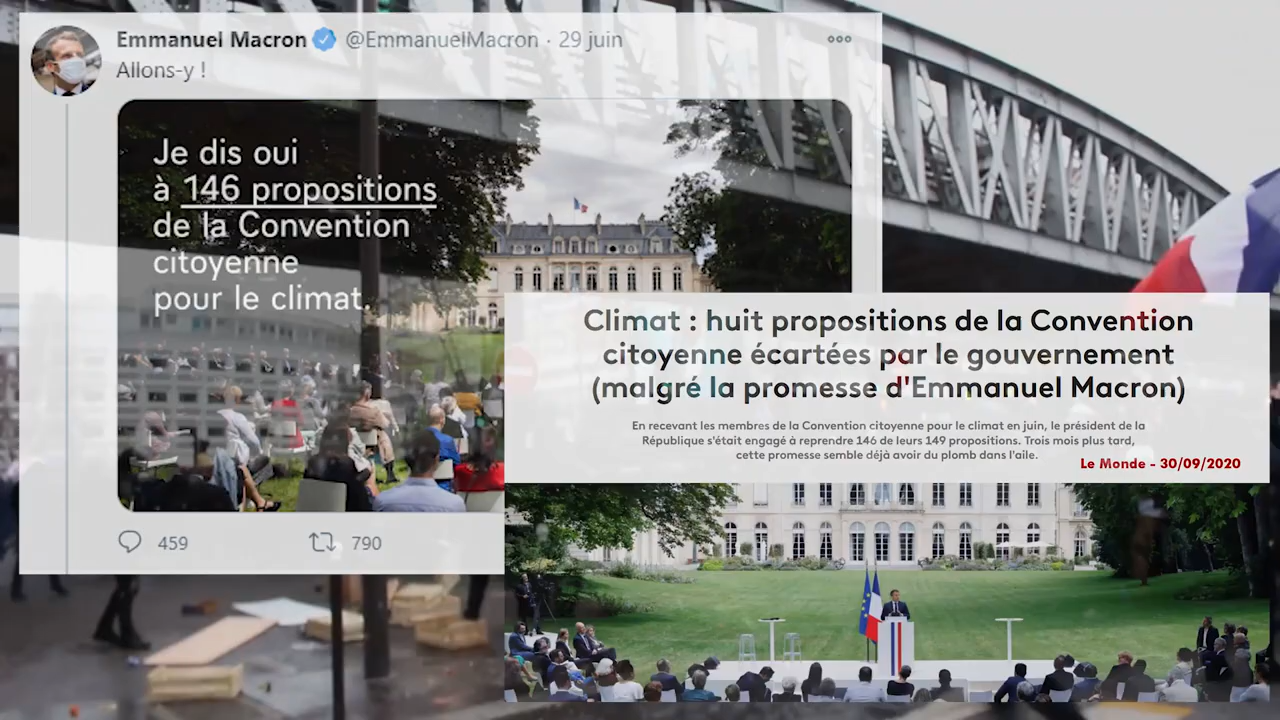 Emmanuel Macron @EmmanuelMacron · 29 juin
Allons-y !
Je dis oui
à 146 propositions
de la Convention
citoyenne
pour le climat.
459 790
Climat : huit propositions de la Convention
citoyenne écartées par le gouvernement
(malgré la promesse d'Emmanuel Macron)
En recevant les membres de la Convention citoyenne pour le climat en juin, le président de la
République s'était engagé à reprendre 146 de leurs 149 propositions. Trois mois plus tard,
cette promesse semble déjà avoir du plomb dans l'aile.
Le Monde - 30/09/2020